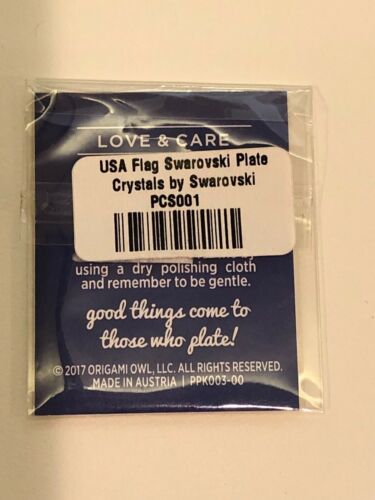 LOVE & CARE
USA Flag Swarovski Plate
Crystals by Swarovski
PCS001
using a dry polishing cloth
and remember to be gentle.
good things come to
those who plate!
© 2017 ORIGAMI OWL, LLC. ALL RIGHTS RESERVED.
MADE IN AUSTRIA | PPK003-00